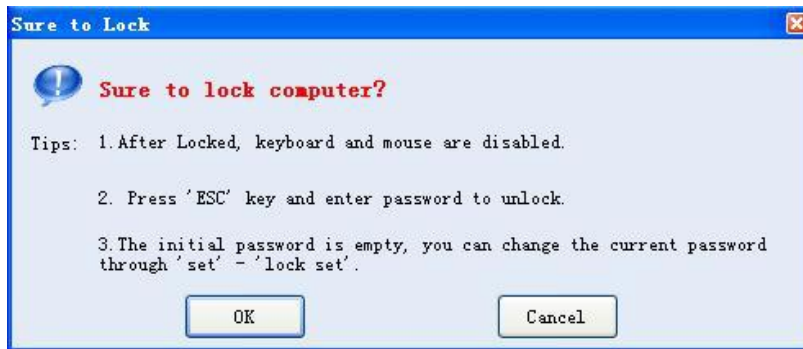 Sure to Lock
Sure to lock computer?
Tips: 1.After Locked, keyboard and mouse are disabled.
2. Press 'ESC' key and enter password to unlock.
3.The initial password is empty, you can change the current password
through 'set' - 'lock set'.
OK Cancel